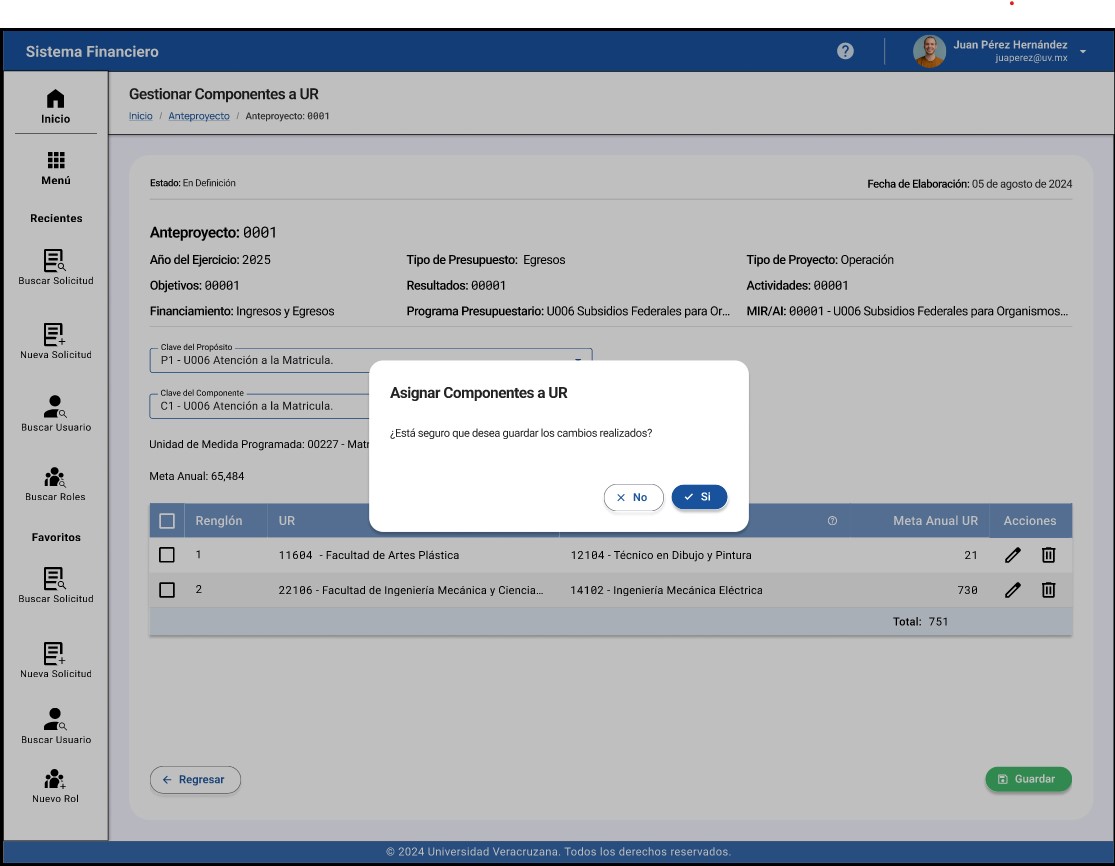 Sistema Financiero
Juan Pérez Hernández
juaperez@uv.mx
Inicio
Menú
Recientes
Buscar Solicitud
Nueva Solicitud
Buscar Usuario
Buscar Roles
Favoritos
Buscar Solicitud
Nueva Solicitud
Buscar Usuario
Nuevo Rol
Gestionar Componentes a UR
Inicio / Anteproyecto / Anteproyecto: 0001
Estado: En Definición Fecha de Elaboración: 05 de agosto de 2024
Anteproyecto: 0001
Año del Ejercicio: 2025 Tipo de Presupuesto: Egresos Tipo de Proyecto: Operación
Objetivos: 00001 Resultados: 00001 Actividades: 00001
Financiamiento: Ingresos y Egresos Programa Presupuestario: U006 Subsidios Federales para Or... MIR/AI: 00001 - U006 Subsidios Federales para Organismos...
Clave del Propósito
P1 - U006 Atención a la Matricula.
Clave del Componente
C1 - U006 Atención a la Matricula.
Unidad de Medida Programada: 00227 - Matr
Meta Anual: 65,484
Asignar Componentes a UR
¿Está seguro que desea guardar los cambios realizados?
No Si
Renglón UR Meta Anual UR Acciones
1 11604 - Facultad de Artes Plástica 12104 - Técnico en Dibujo y Pintura 21
2 22106 - Facultad de Ingeniería Mecánica y Ciencia... 14102 - Ingeniería Mecánica Eléctrica 730
Total: 751
Regresar Guardar
© 2024 Universidad Veracruzana. Todos los derechos reservados.